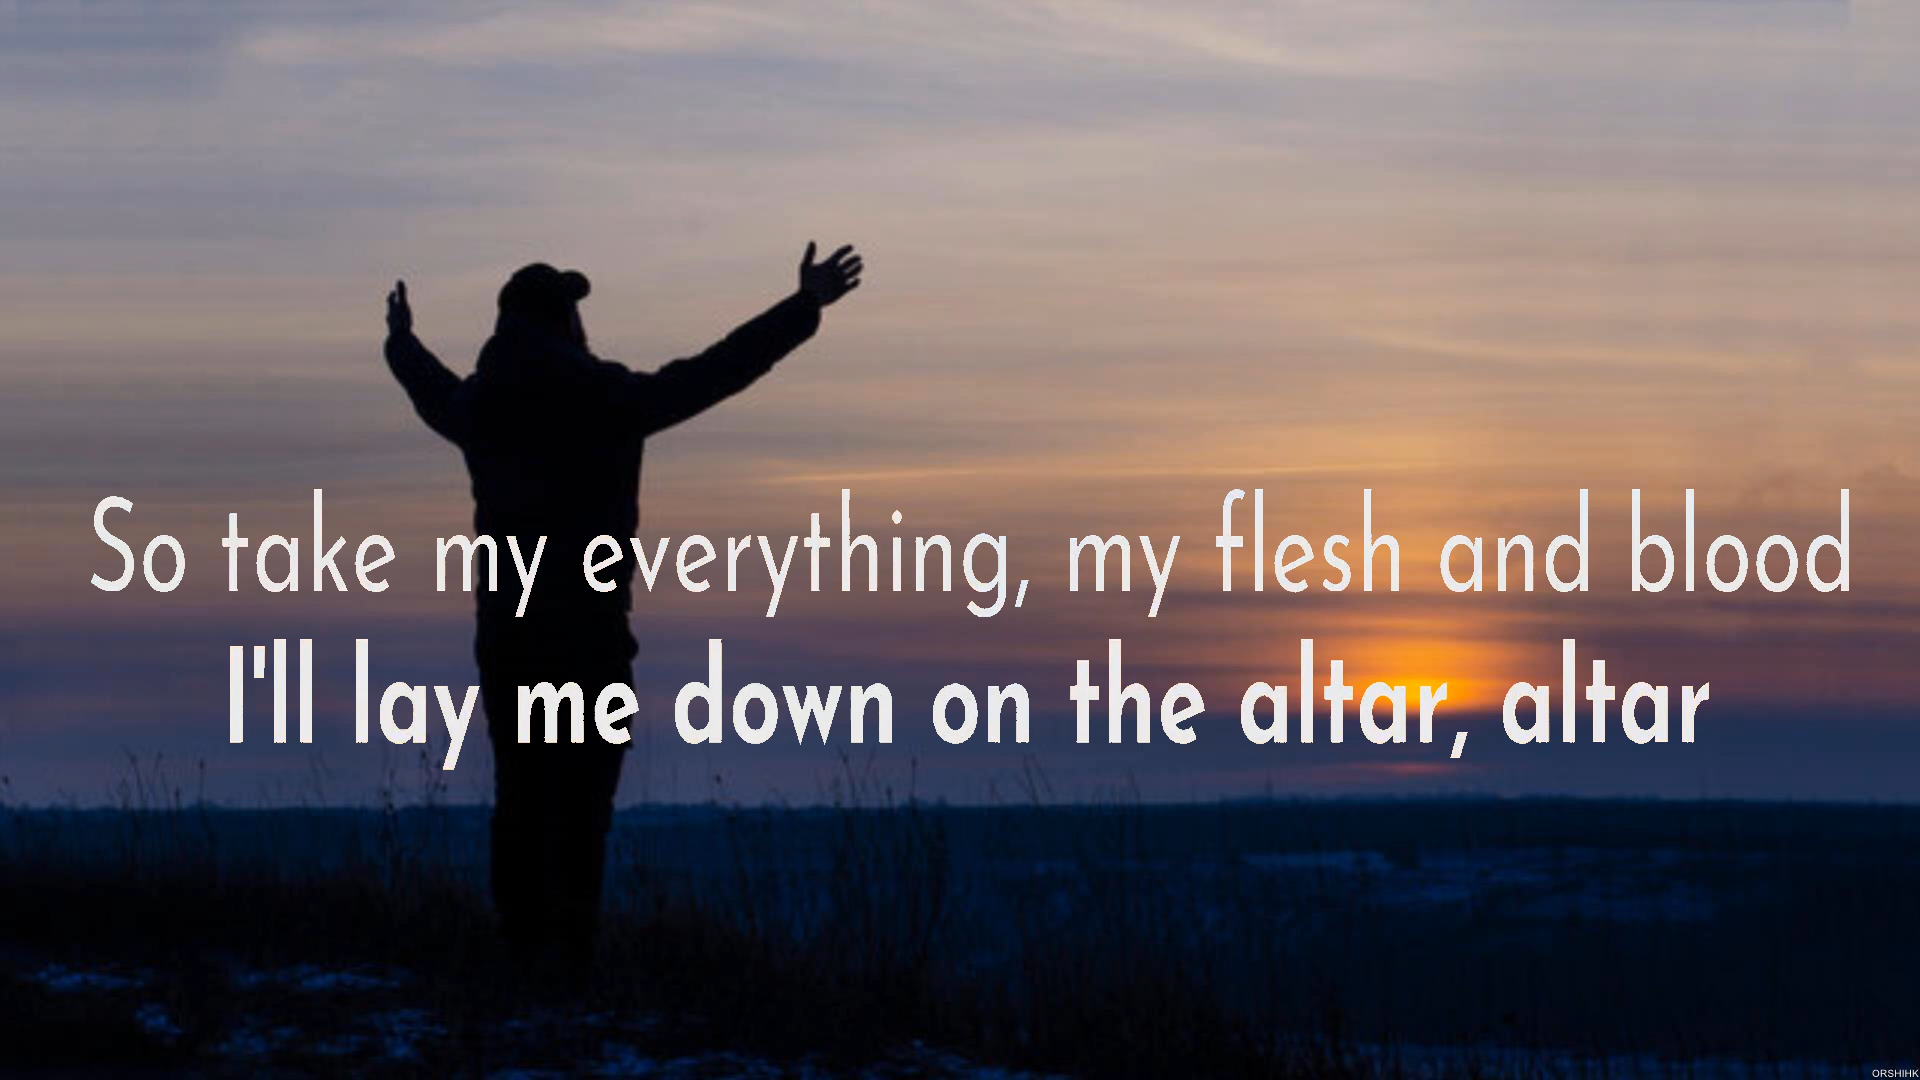 So take my everything, my flesh and blood
I'll lay me down on the altar, altar
ORSHIHK